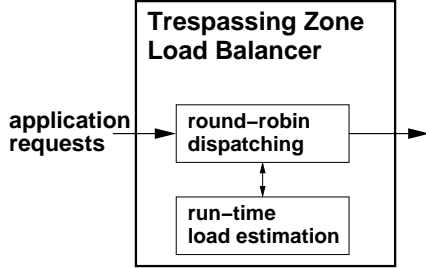 Trespassing Zone
Load Balancer
application
requests
round−robin
dispatching
run−time
load estimation